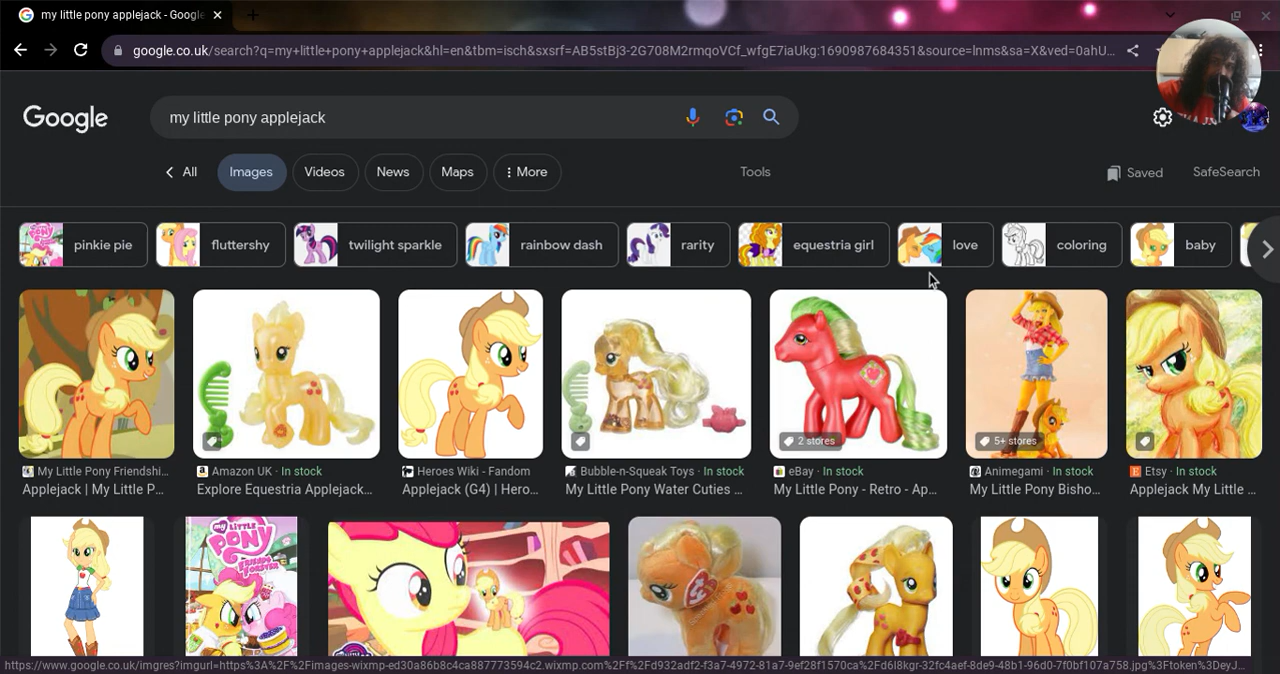 my little pony applejack - Google
google.co.uk/search?q=my+little+pony+applejack&hl=en&tbm=isch&sxsrf=AB5stBj3-2G708M2rmqoVCf_wfgE7iaUkg:1690987684351&source=lnms&sa=X&ved=0ahU...
Google
my little pony applejack
All Images Videos News Maps More Tools Saved SafeSearch
pinkie pie fluttershy twilight sparkle rainbow dash rarity equestria girl love coloring baby
2 stores 5+ stores
My Little Pony Friendshi... Amazon UK · In stock Heroes Wiki - Fandom Bubble-n-Squeak Toys · In stock eBay · In stock Animegami · In stock Etsy · In stock
Applejack | My Little P... Explore Equestria Applejack... Applejack (G4) | Hero... My Little Pony Water Cuties ... My Little Pony - Retro - Ap... My Little Pony Bisho... Applejack My Little ...
my LITTLE PONY
FRIENDS FOREVER
ty
https://www.google.co.uk/imgres?imgurl=https%3A%2F%2Fimages-wixmp-ed30a86b8c4ca887773594c2.wixmp.com%2Ff%2Fd932adf2-f3a7-4972-81a7-9ef28f1570ca%2Fd6l8kgr-32fc4aef-8de9-48b1-96d0-7f0bf107a758.jpg%3Ftoken%3DeyJ...